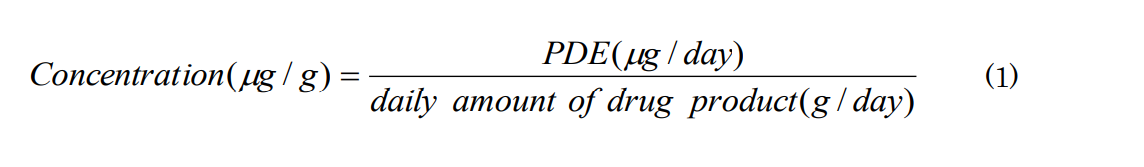 Concentration(μg / g) = PDE(μg / day) / daily amount of drug product(g / day) (1)